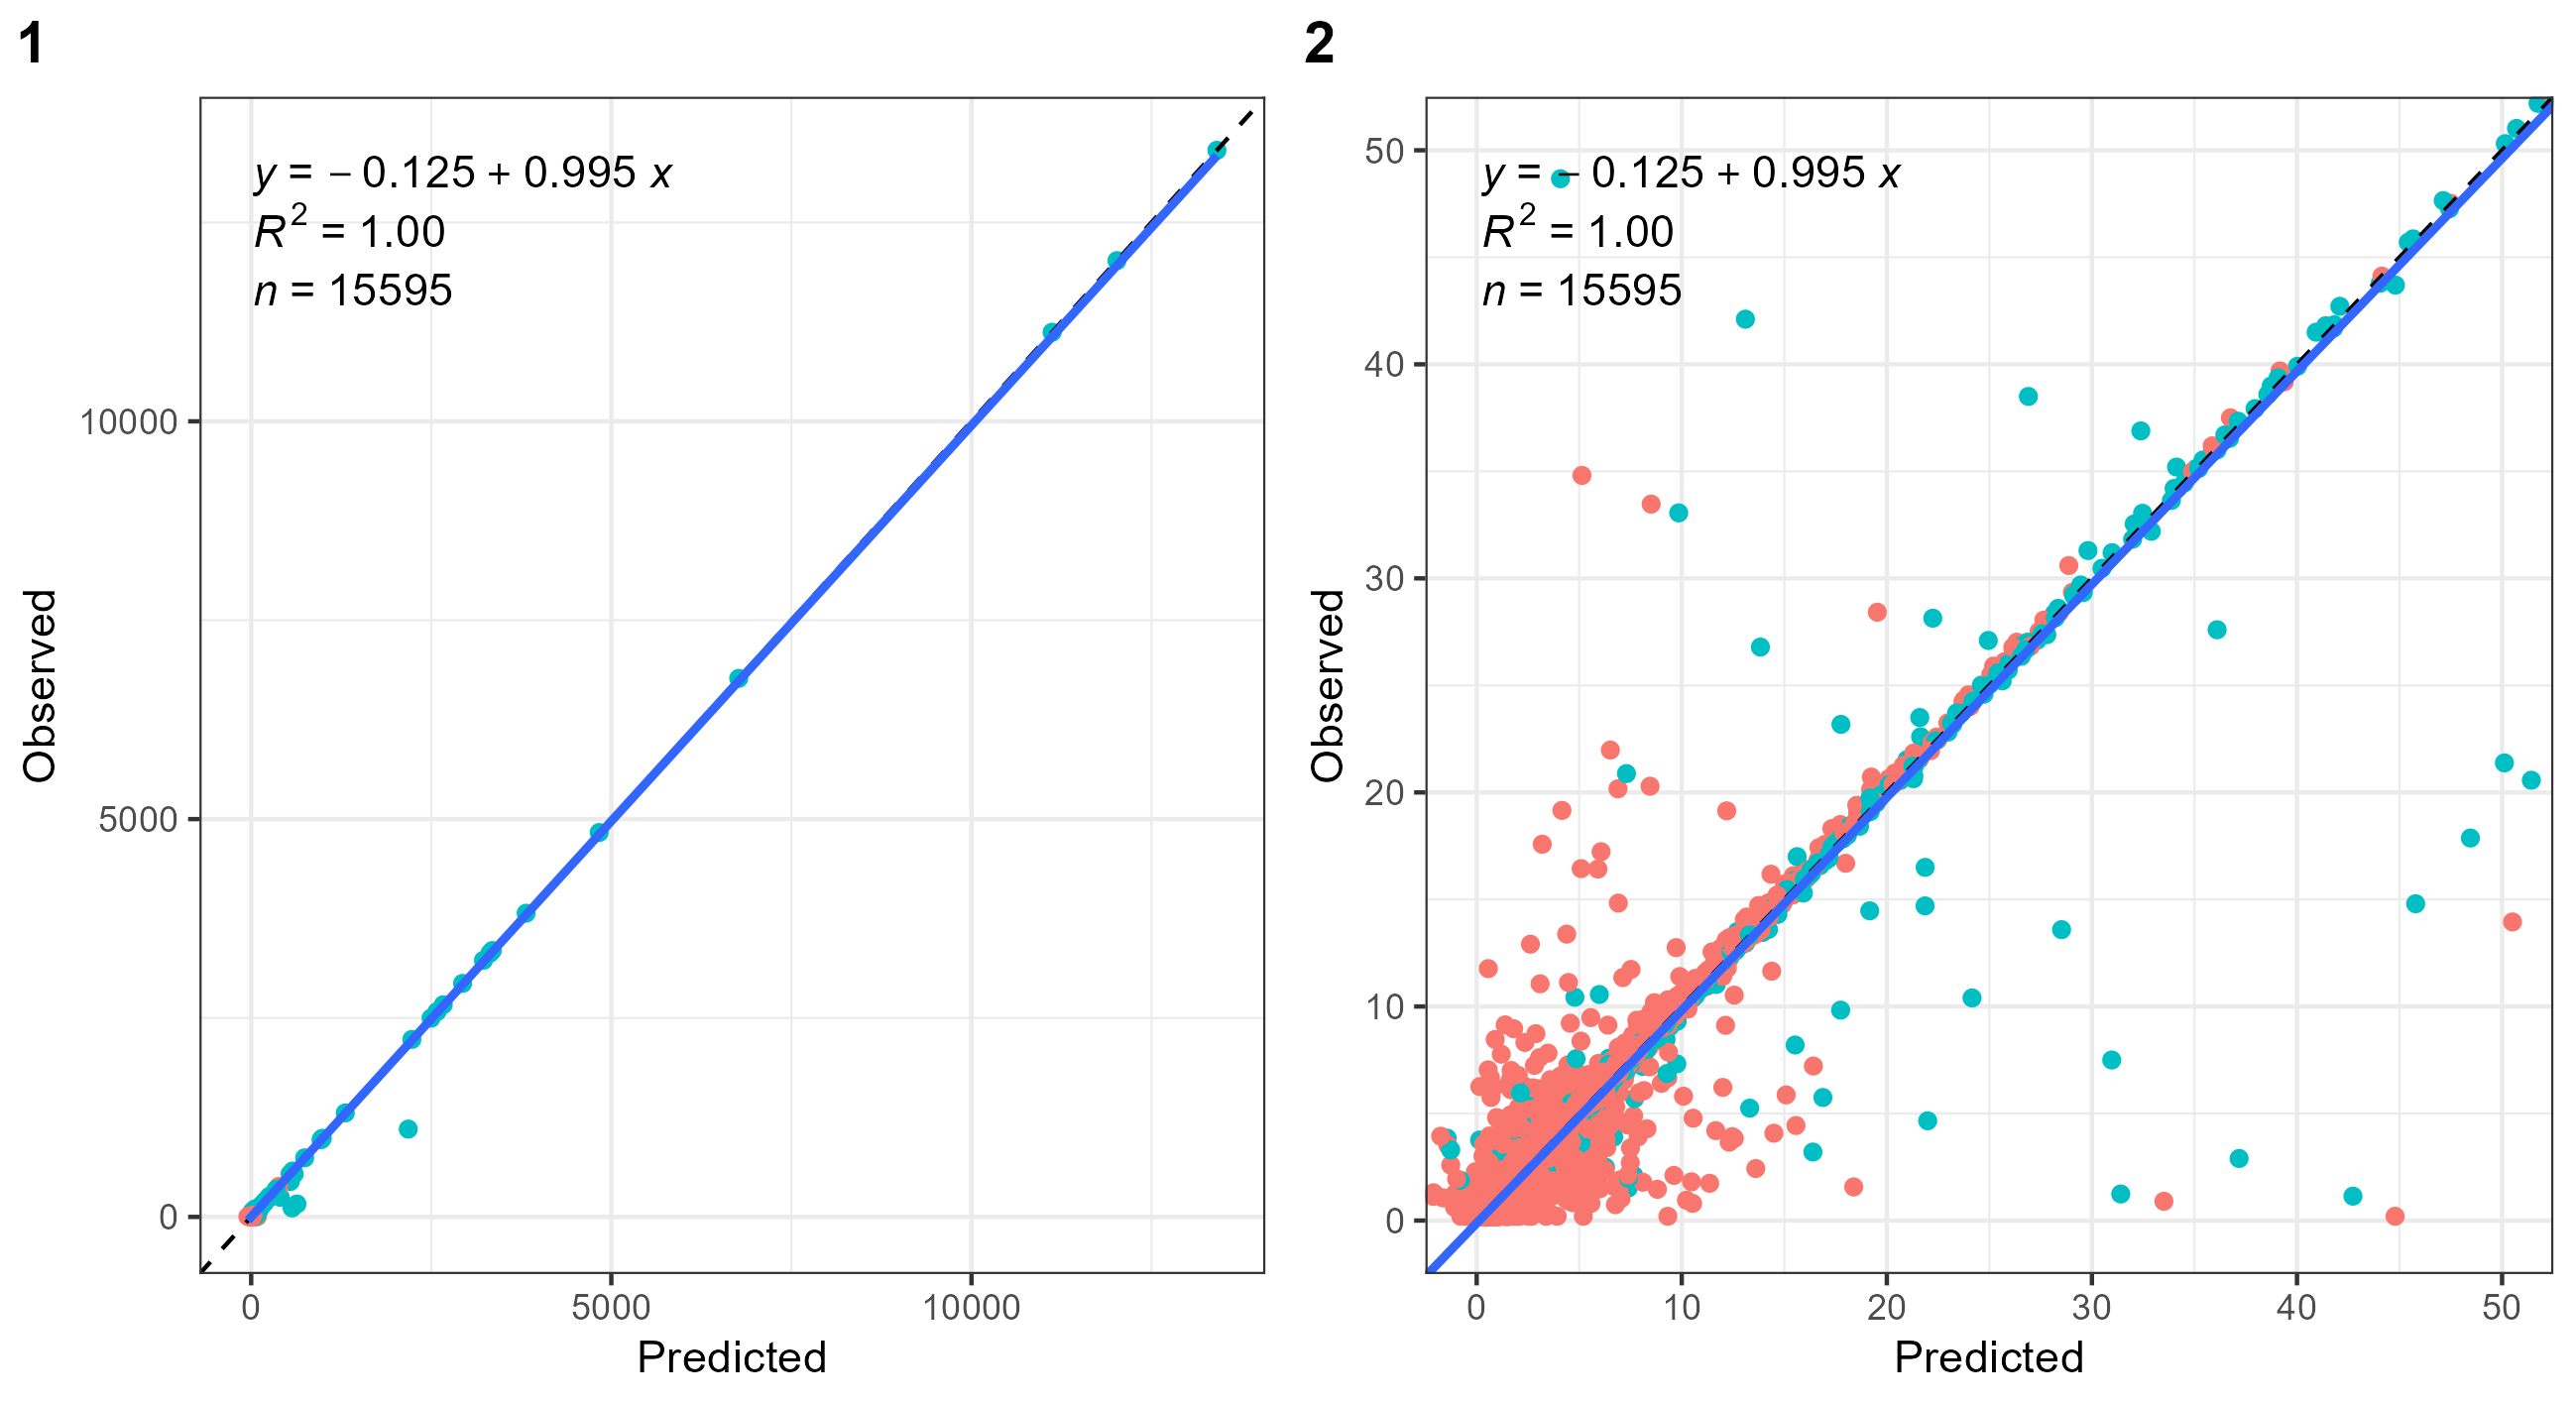 1
y = − 0.125 + 0.995 x
R² = 1.00
n = 15595
10000
5000
0
Observed
0 5000 10000
Predicted
2
y = − 0.125 + 0.995 x
R² = 1.00
n = 15595
50
40
30
20
10
0
Observed
0 10 20 30 40 50
Predicted